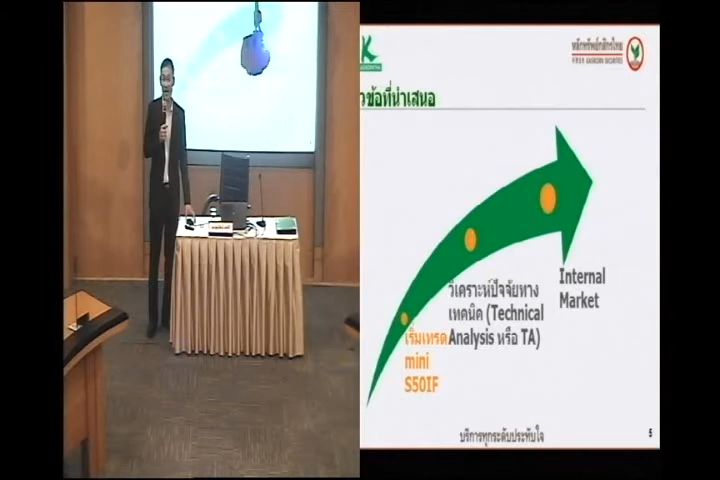 K
หลักทรัพย์กสิกรไทย
วข้อที่นำเสนอ
เริ่มเทรด
mini
S50IF
วิเคราะห์ปัจจัยทาง
เทคนิค (Technical
Analysis หรือ TA)
Internal
Market
บริการทุกระดับประทับใจ
5